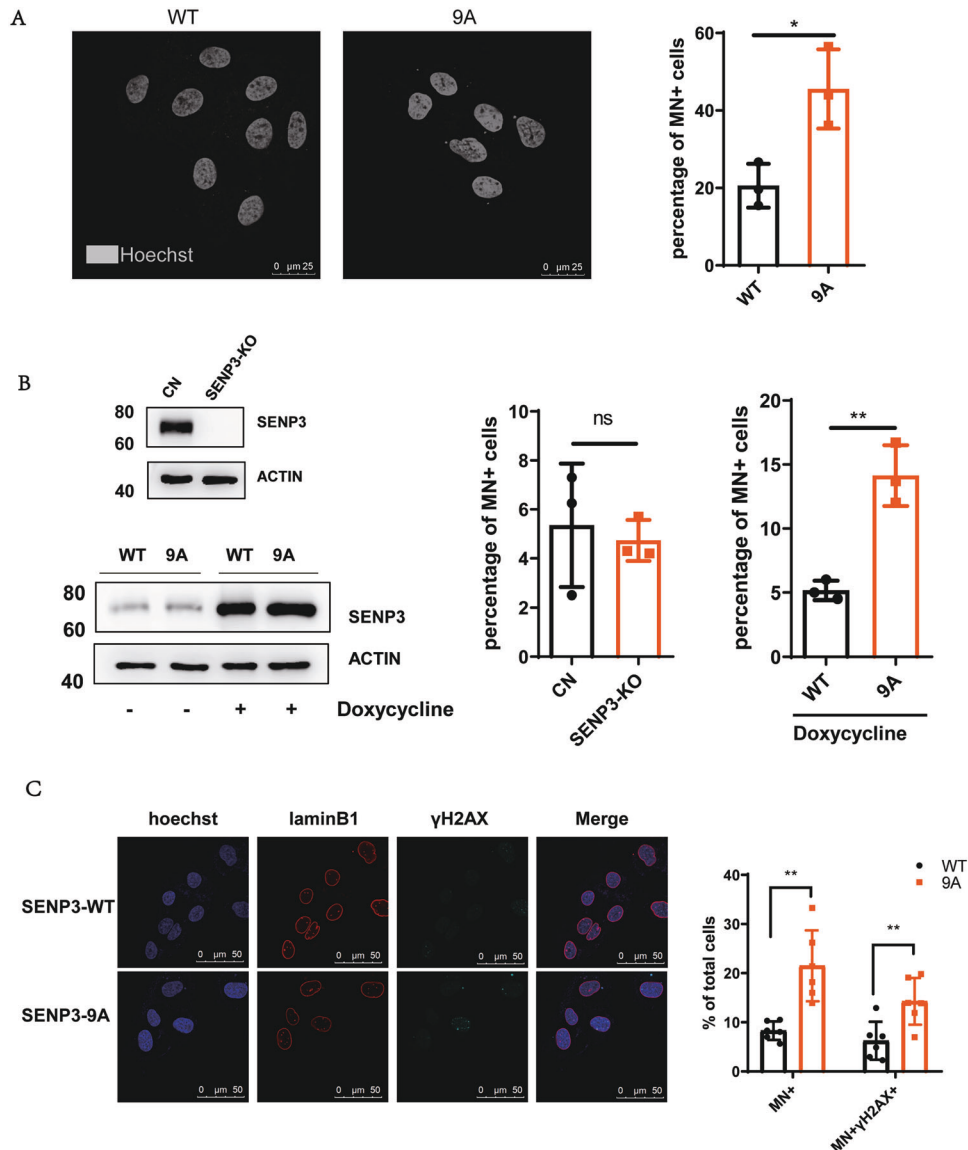 A
WT
9A
Hoechst
0 µm 25
0 µm 25
percentage of MN+ cells
60
40
20
0
*
WT
9A
B
CN
SENP3-KO
80
60
SENP3
40
ACTIN
WT 9A WT 9A
80
60
SENP3
40
ACTIN
- - + + Doxycycline
percentage of MN+ cells
10
8
6
4
2
0
ns
CN
SENP3-KO
percentage of MN+ cells
20
15
10
5
0
**
WT
9A
Doxycycline
C
hoechst laminB1 γH2AX Merge
SENP3-WT
0 µm 50
0 µm 50
0 µm 50
0 µm 50
SENP3-9A
0 µm 50
0 µm 50
0 µm 50
0 µm 50
% of total cells
40
30
20
10
0
**
**
WT
9A
MN+
MN+γH2AX+